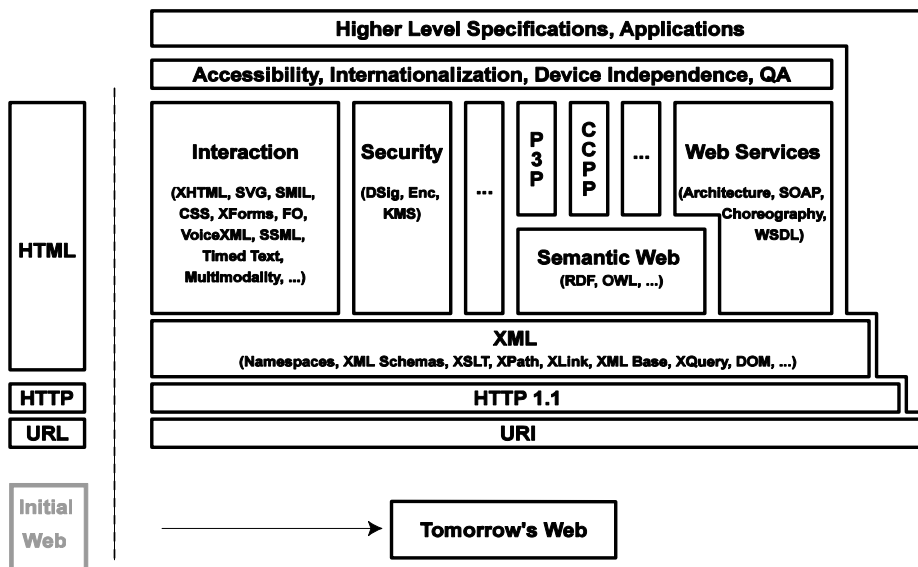 Higher Level Specifications, Applications
Accessibility, Internationalization, Device Independence, QA
HTML
Interaction
(XHTML, SVG, SMIL,
CSS, XForms, FO,
VoiceXML, SSML,
Timed Text,
Multimodality, ...)
Security
(DSig, Enc,
KMS)
...
P3P
CCPP
...
Web Services
(Architecture, SOAP,
Choreography,
WSDL)
Semantic Web
(RDF, OWL, ...)
XML
(Namespaces, XML Schemas, XSLT, XPath, XLink, XML Base, XQuery, DOM, ...)
HTTP
HTTP 1.1
URL
URI
Initial
Web
Tomorrow's Web